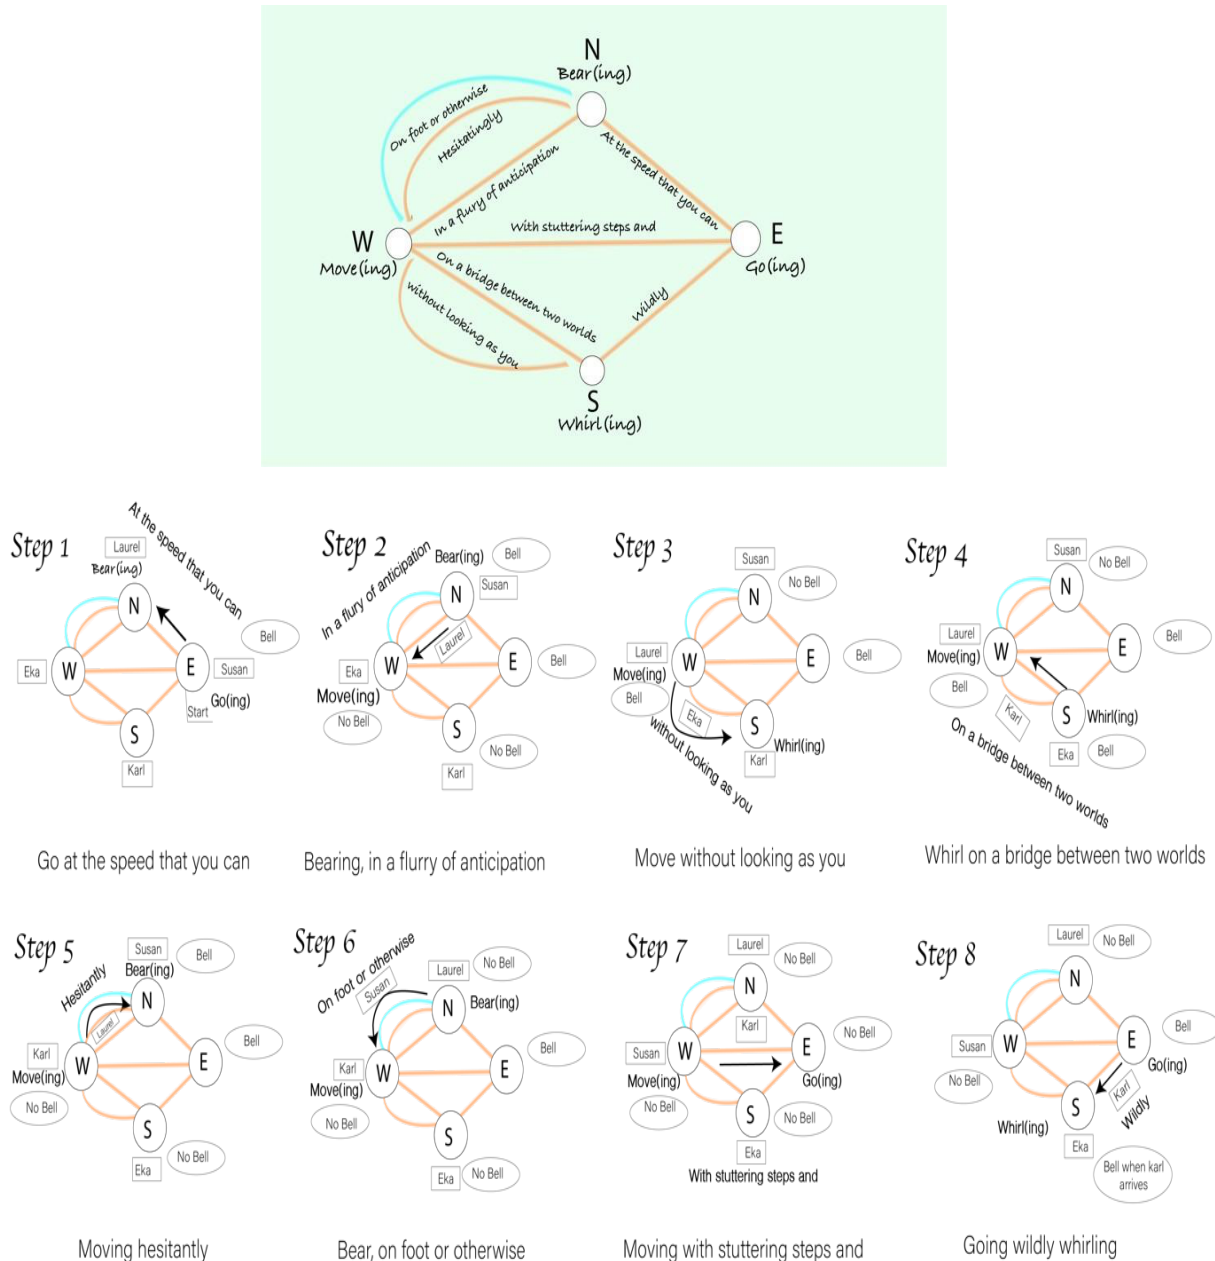 N
Bear(ing)
On foot or otherwise
Hesitatingly
In a flury of anticipation
At the speed that you can
With stuttering steps and
W
Move(ing)
E
Go(ing)
On a bridge between two worlds
without looking as you
Wildly
S
Whirl(ing)
Step 1
At the speed that you can
Laurel
Bear(ing)
N
Bell
Eka
W
E
Susan
Go(ing)
Start
S
Karl
Go at the speed that you can
Step 2
In a flury of anticipation
Bear(ing)
Bell
N
Susan
Laurel
Eka
W
E
Bell
Move(ing)
No Bell
S
No Bell
Karl
Bearing, in a flurry of anticipation
Step 3
Susan
N
No Bell
Laurel
W
E
Bell
Move(ing)
Bell
Eka
S
Whirl(ing)
Karl
without looking as you
Move without looking as you
Step 4
Susan
No Bell
N
Laurel
Move(ing)
W
E
Bell
Bell
Karl
S
Whirl(ing)
Eka
Bell
On a bridge between two worlds
Whirl on a bridge between two worlds
Step 5
Susan
Bell
Bear(ing)
Hesitantly
N
Laurel
Karl
W
E
Bell
Move(ing)
No Bell
S
Eka
No Bell
Moving hesitantly
Step 6
On foot or otherwise
Susan
Laurel
No Bell
N
Bear(ing)
Karl
W
E
Bell
Move(ing)
No Bell
S
Eka
No Bell
Bear, on foot or otherwise
Step 7
Laurel
No Bell
N
Karl
No Bell
Susan
W
E
Move(ing)
Go(ing)
No Bell
S
No Bell
Eka
With stuttering steps and
Moving with stuttering steps and
Step 8
Laurel
No Bell
N
Bell
Susan
W
E
Go(ing)
No Bell
Karl
S
Wildly
Whirl(ing)
Eka
Bell when karl
arrives
Going wildly whirling